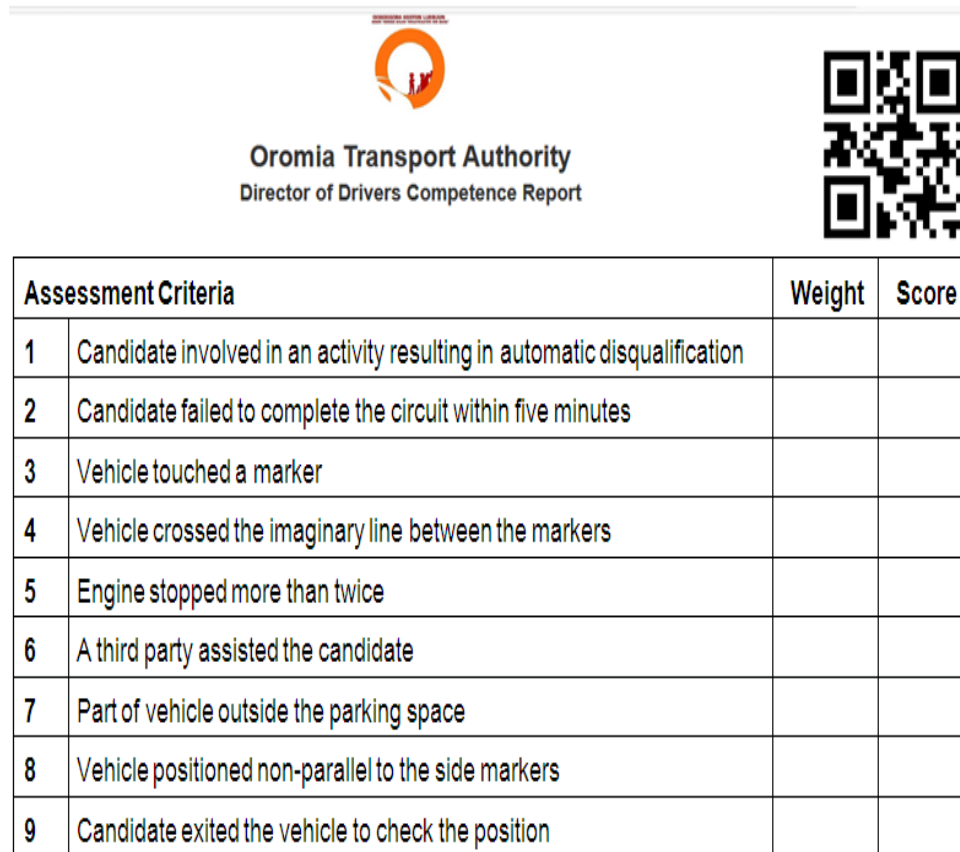 Oromia Transport Authority
Director of Drivers Competence Report
Assessment Criteria Weight Score
1 Candidate involved in an activity resulting in automatic disqualification
2 Candidate failed to complete the circuit within five minutes
3 Vehicle touched a marker
4 Vehicle crossed the imaginary line between the markers
5 Engine stopped more than twice
6 A third party assisted the candidate
7 Part of vehicle outside the parking space
8 Vehicle positioned non-parallel to the side markers
9 Candidate exited the vehicle to check the position